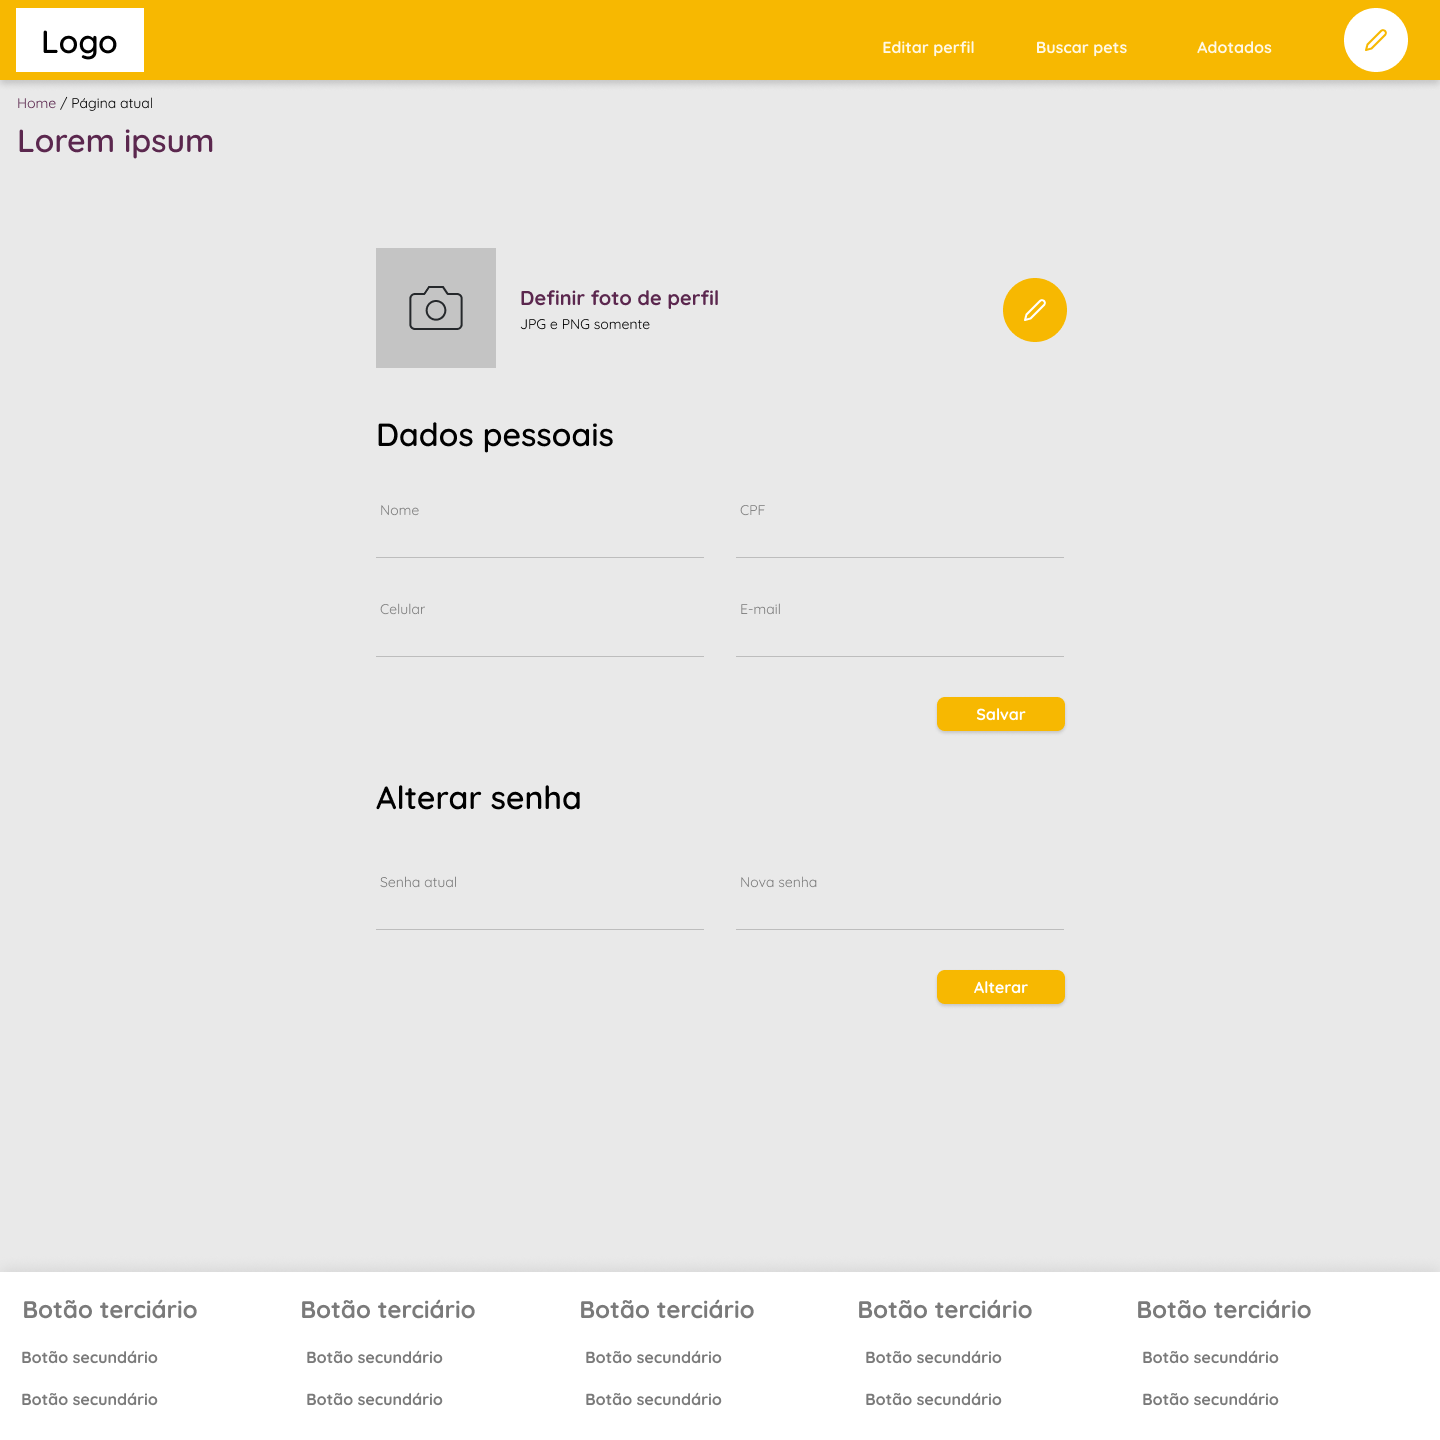 Logo
Editar perfil
Buscar pets
Adotados
Home / Página atual
Lorem ipsum
Definir foto de perfil
JPG e PNG somente
Dados pessoais
Nome
CPF
Celular
E-mail
Salvar
Alterar senha
Senha atual
Nova senha
Alterar
Botão terciário
Botão terciário
Botão terciário
Botão terciário
Botão terciário
Botão secundário
Botão secundário
Botão secundário
Botão secundário
Botão secundário
Botão secundário
Botão secundário
Botão secundário
Botão secundário
Botão secundário